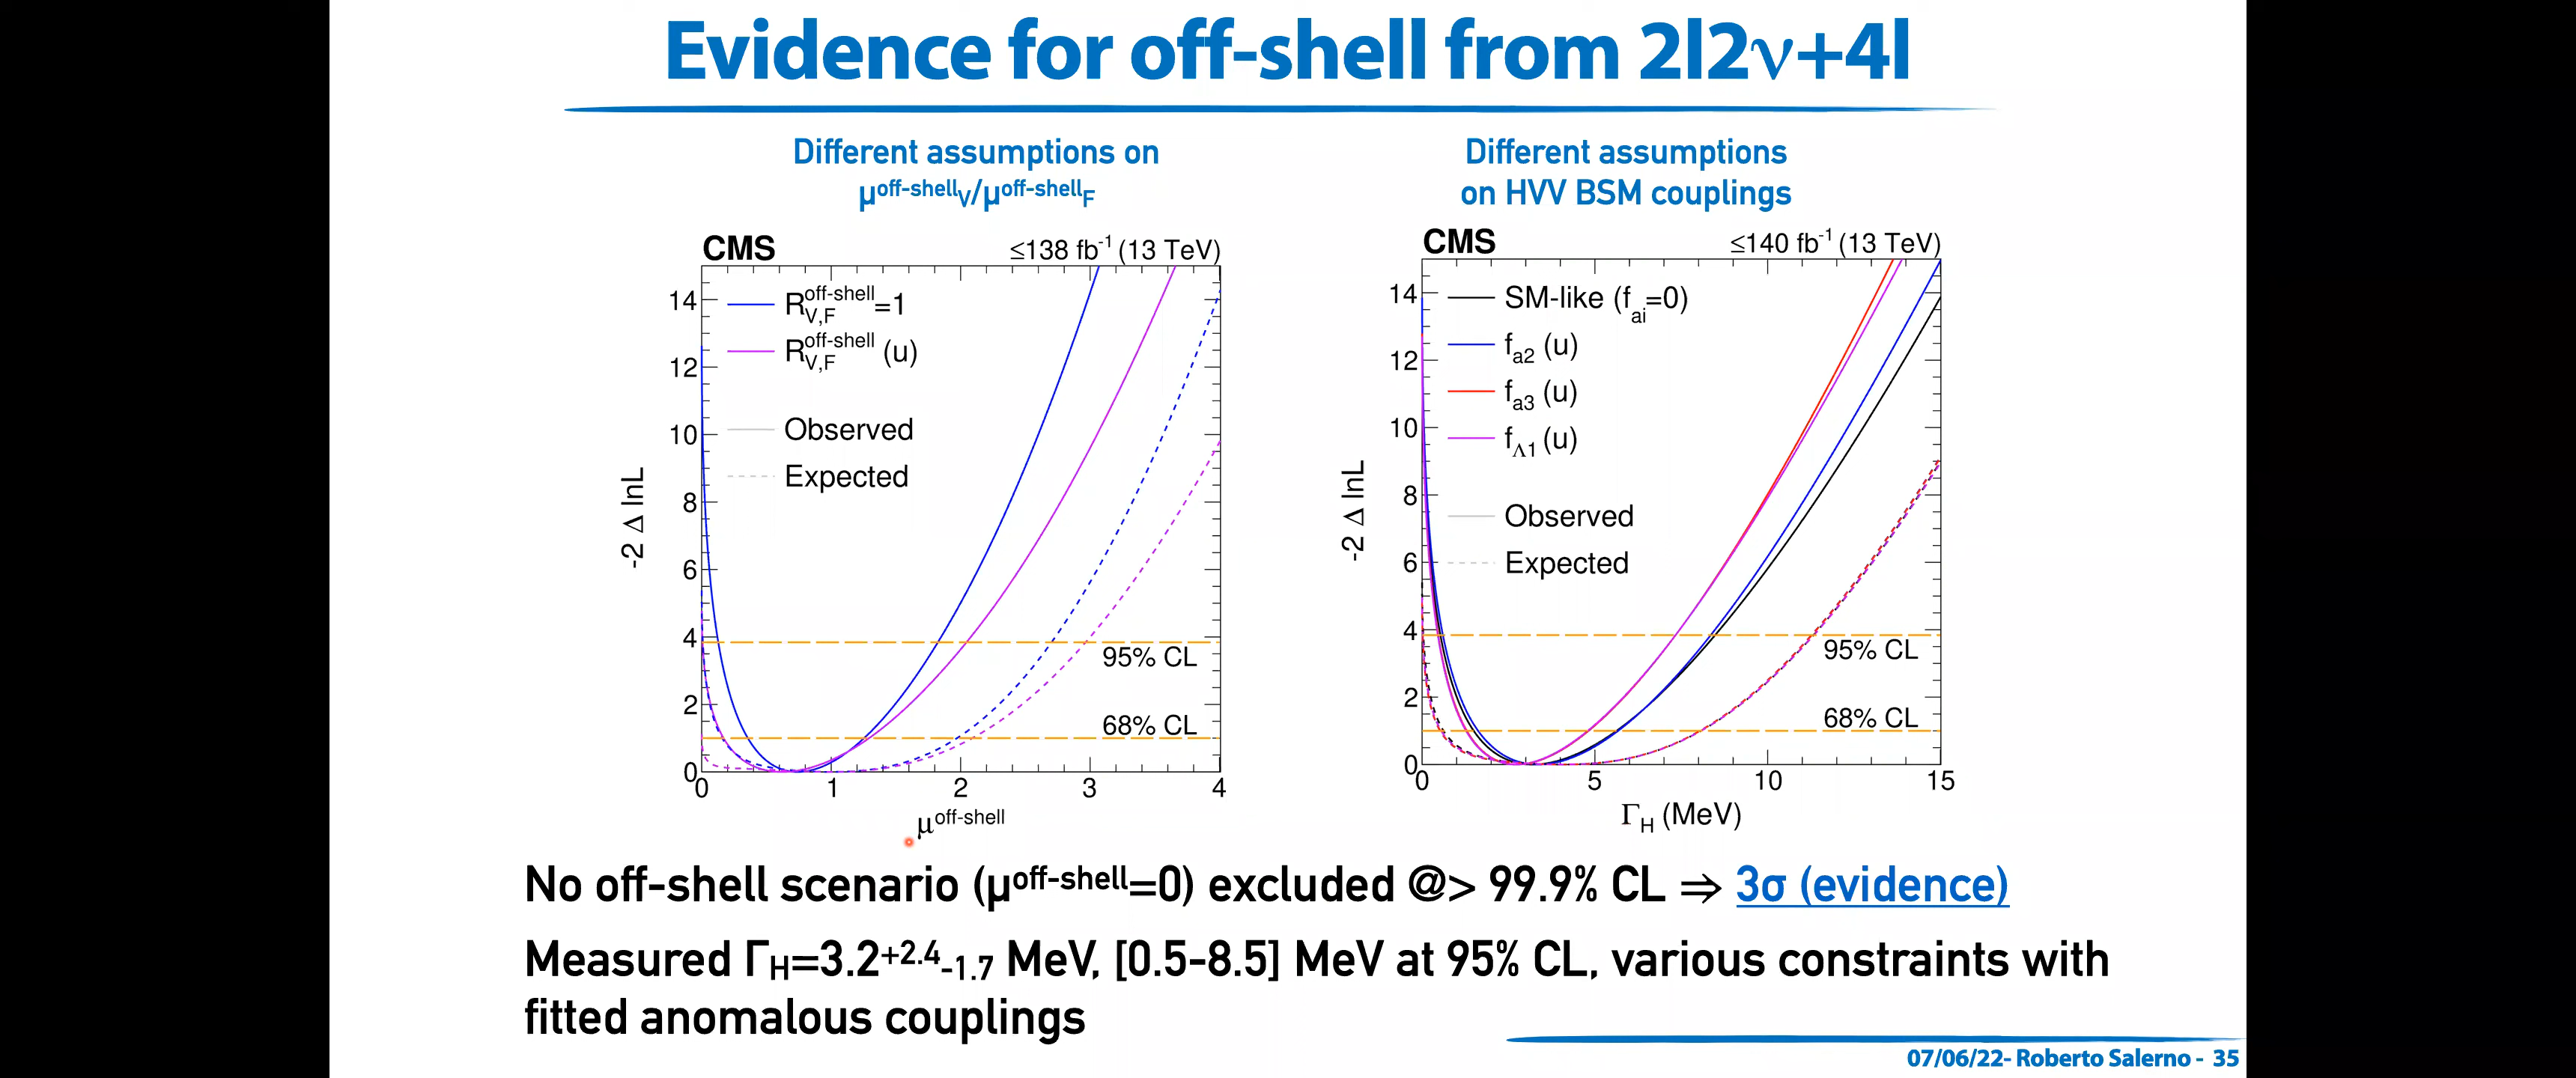 Evidence for off-shell from 2l2ν+4l
Different assumptions on
μoff-shellV/μoff-shellF
CMS ≤138 fb-1 (13 TeV)
Roff-shellV,F=1
Roff-shellV,F (u)
Observed
Expected
95% CL
68% CL
-2 Δ lnL
14
12
10
8
6
4
2
0
0 1 2 3 4
μoff-shell
Different assumptions
on HVV BSM couplings
CMS ≤140 fb-1 (13 TeV)
SM-like (fai=0)
fa2 (u)
fa3 (u)
fΛ1 (u)
Observed
Expected
95% CL
68% CL
-2 Δ lnL
14
12
10
8
6
4
2
0
0 5 10 15
ΓH (MeV)
No off-shell scenario (μoff-shell=0) excluded @> 99.9% CL ⇒ 3σ (evidence)
Measured ΓH=3.2+2.4-1.7 MeV, [0.5-8.5] MeV at 95% CL, various constraints with
fitted anomalous couplings
07/06/22- Roberto Salerno - 35